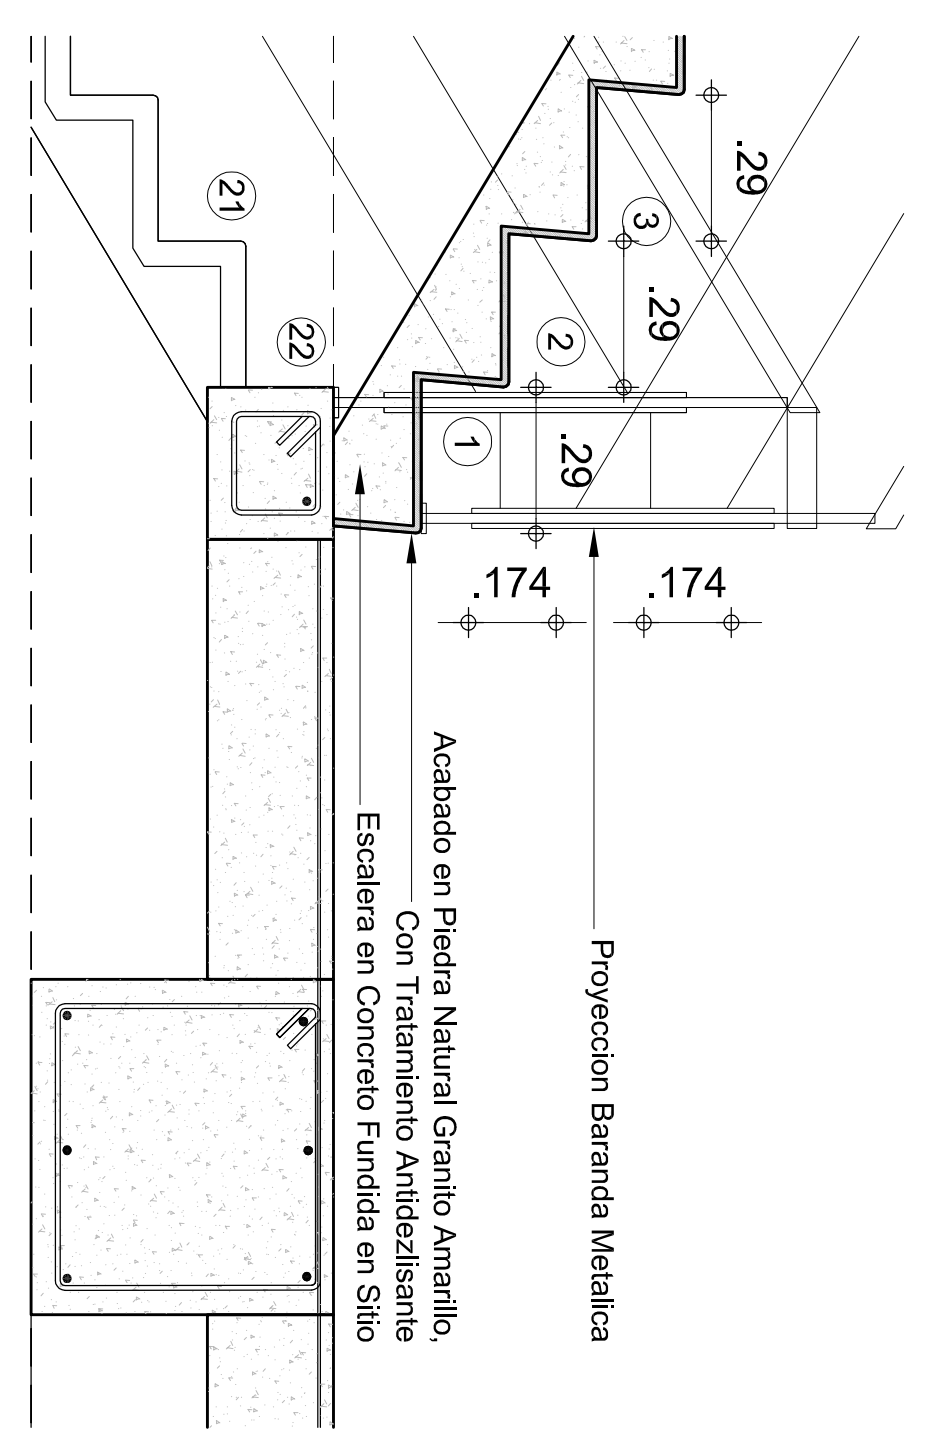 .29
3
.29
2
.29
1
21
22
.174
.174
Proyeccion Baranda Metalica
Acabado en Piedra Natural Granito Amarillo,
Con Tratamiento Antidezlisante
Escalera en Concreto Fundida en Sitio